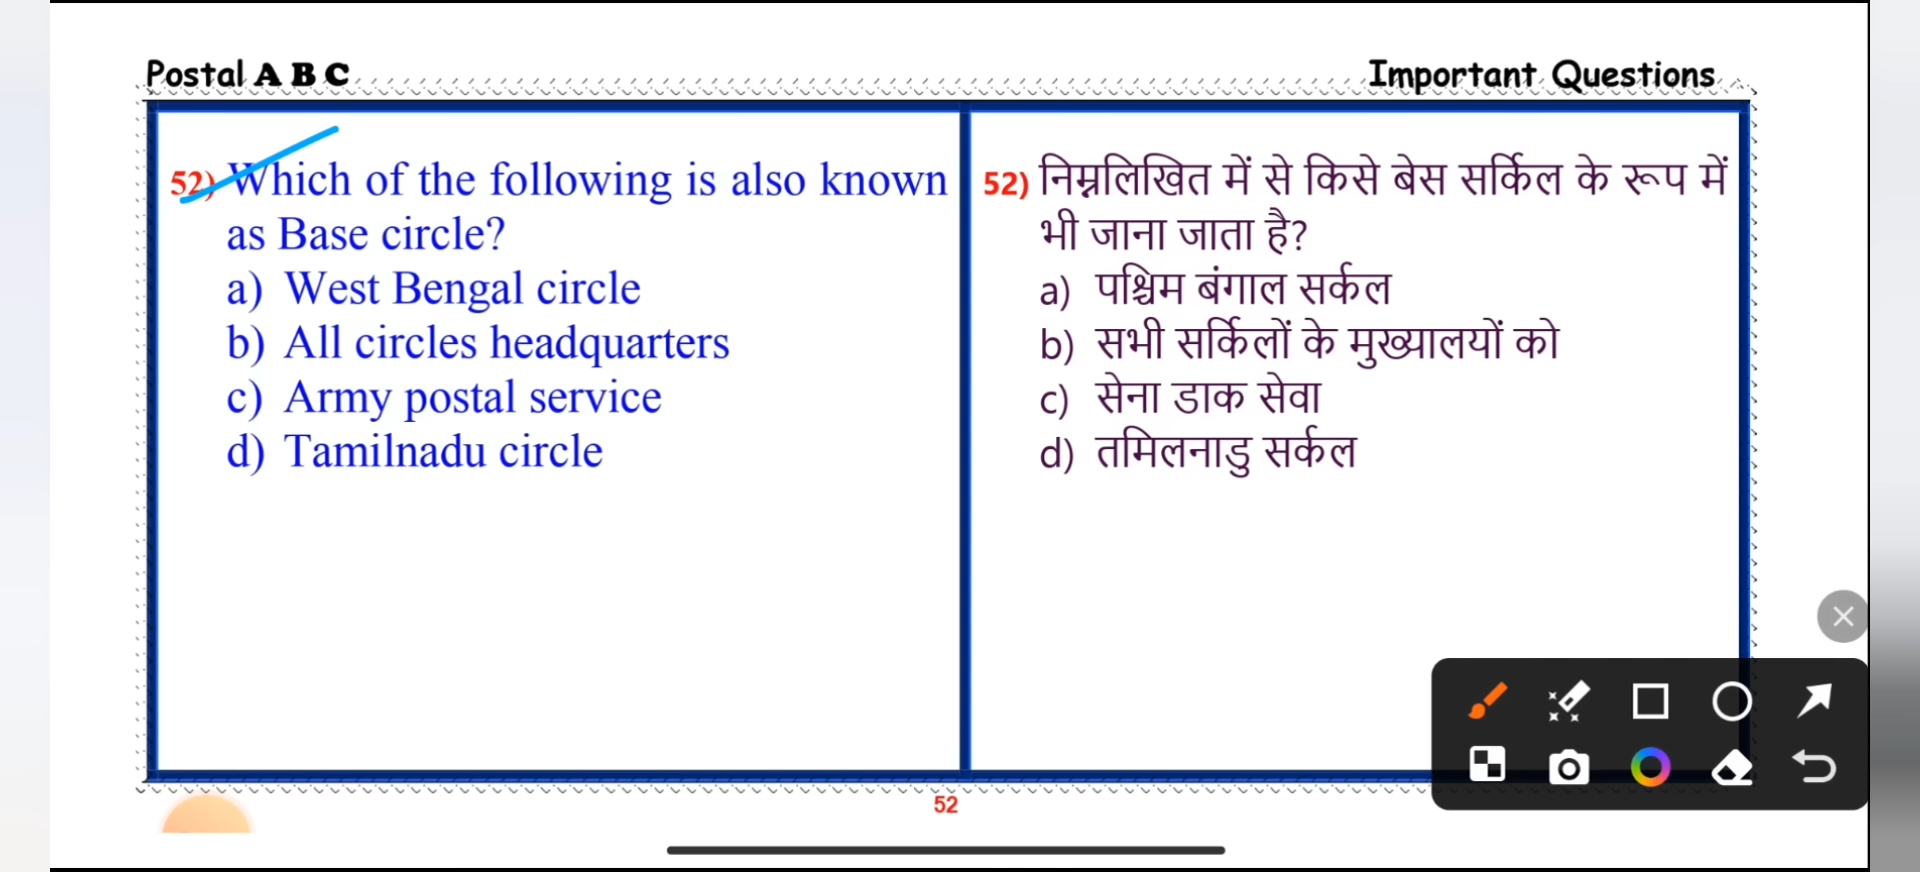 Postal A B C
Important Questions
52) Which of the following is also known
as Base circle?
a) West Bengal circle
b) All circles headquarters
c) Army postal service
d) Tamilnadu circle
52) निम्नलिखित में से किसे बेस सर्किल के रूप में
भी जाना जाता है?
a) पश्चिम बंगाल सर्कल
b) सभी सर्किलों के मुख्यालयों को
c) सेना डाक सेवा
d) तमिलनाडु सर्कल
52